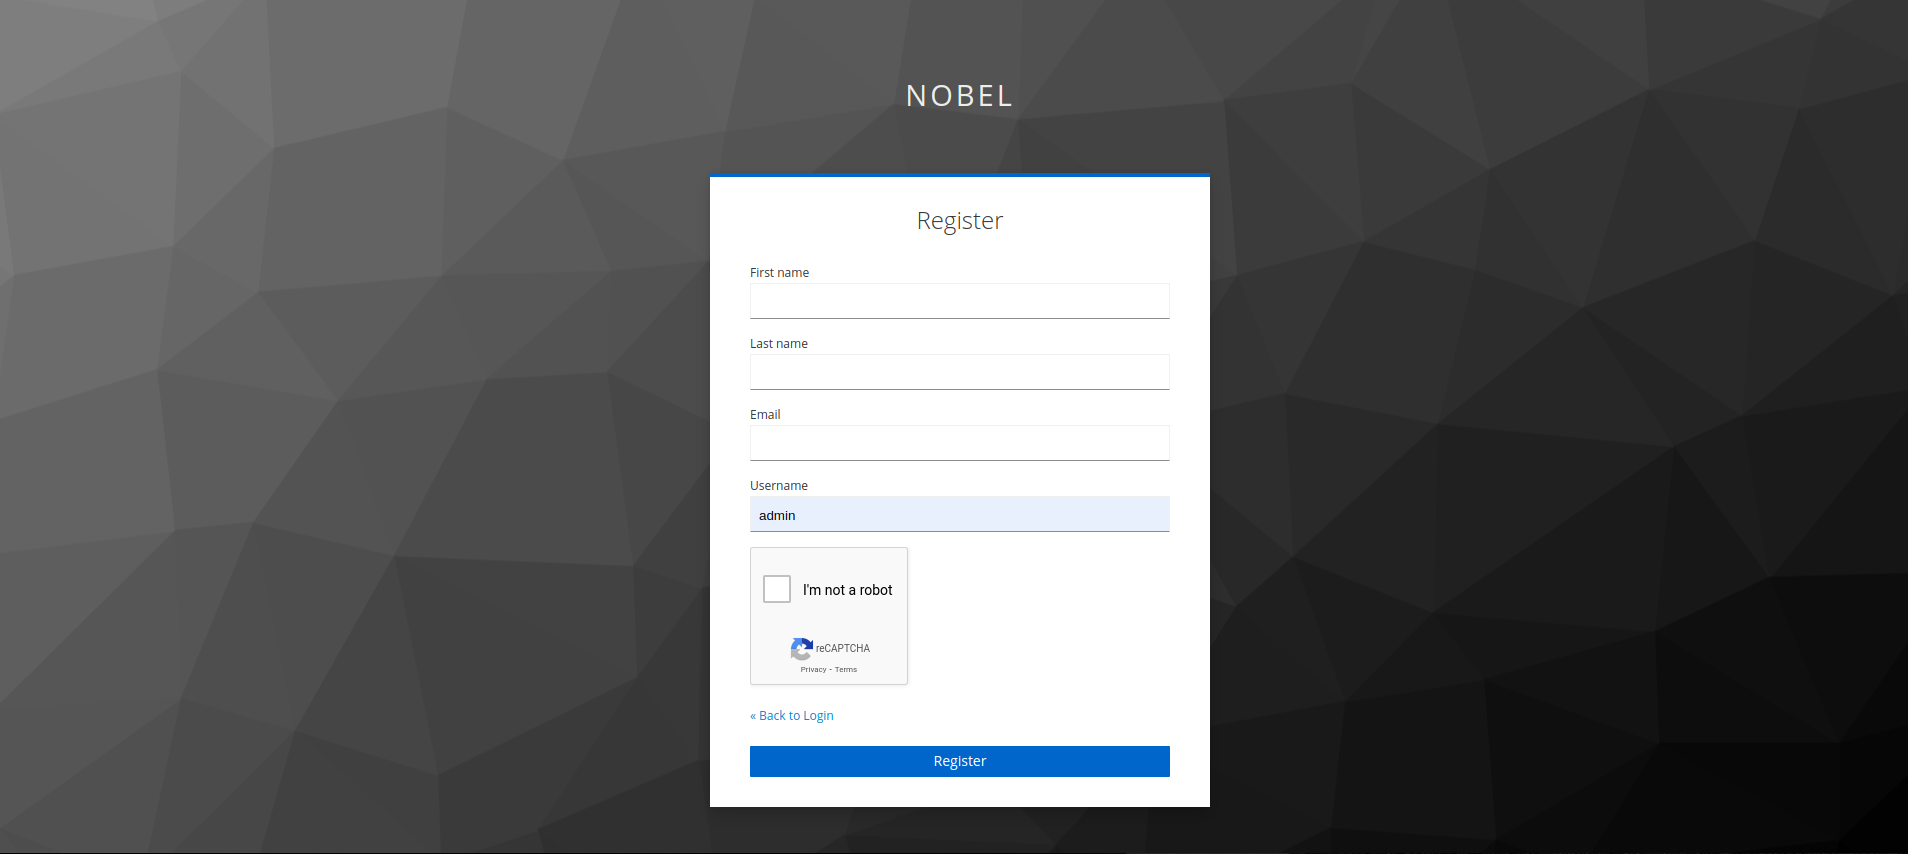 NOBEL
Register
First name
Last name
Email
Username
admin
I'm not a robot
reCAPTCHA
Privacy - Terms
« Back to Login
Register